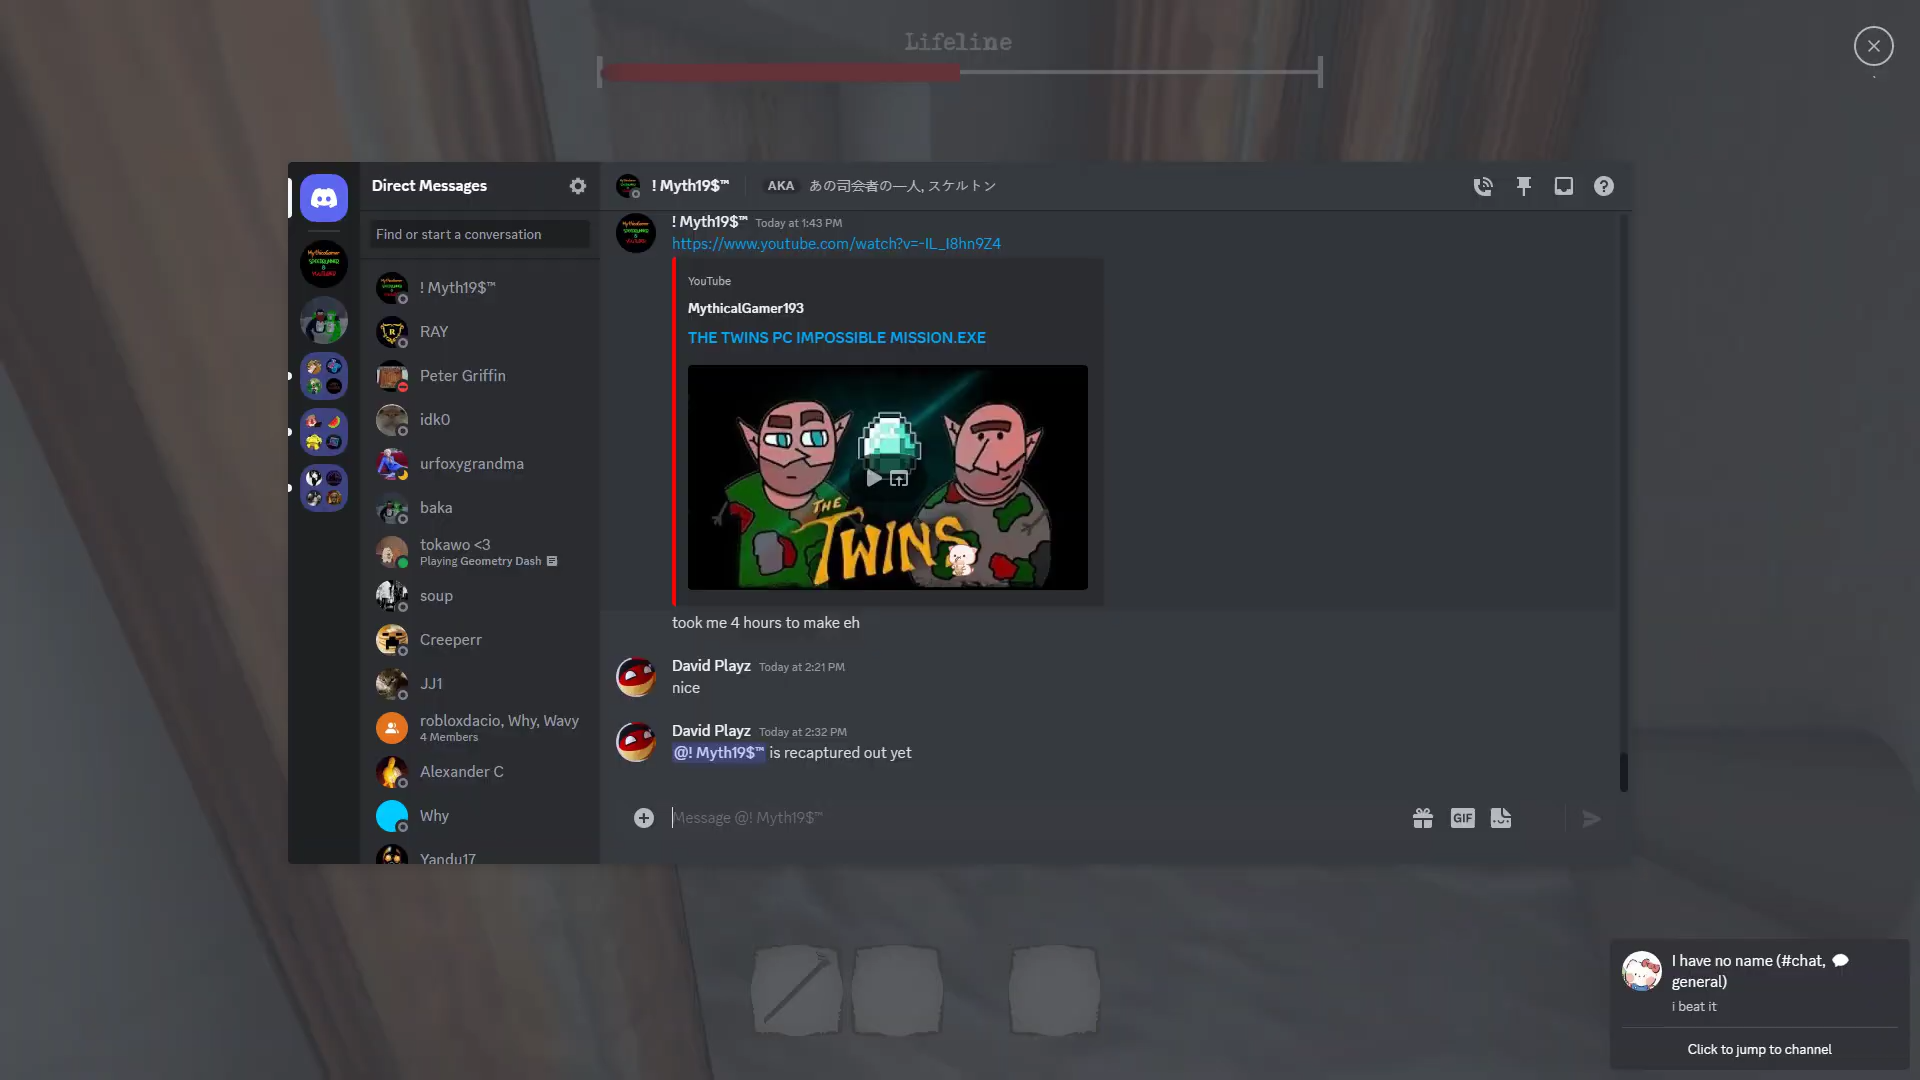 Lifeline
Direct Messages
Find or start a conversation
! Myth19$™
RAY
Peter Griffin
idk0
urfoxygrandma
baka
tokawo <3
Playing Geometry Dash
soup
Creeperr
JJ1
robloxdacio, Why, Wavy
4 Members
Alexander C
Why
Yandu17
! Myth19$™
AKA あの司会者の一人, スケルトン
! Myth19$™ Today at 1:43 PM
https://www.youtube.com/watch?v=-IL_I8hn9Z4
YouTube
MythicalGamer193
THE TWINS PC IMPOSSIBLE MISSION.EXE
THE
TWINS
took me 4 hours to make eh
David Playz Today at 2:21 PM
nice
David Playz Today at 2:32 PM
@! Myth19$™ is recaptured out yet
Message @! Myth19$™
GIF
I have no name (#chat,
general)
i beat it
Click to jump to channel